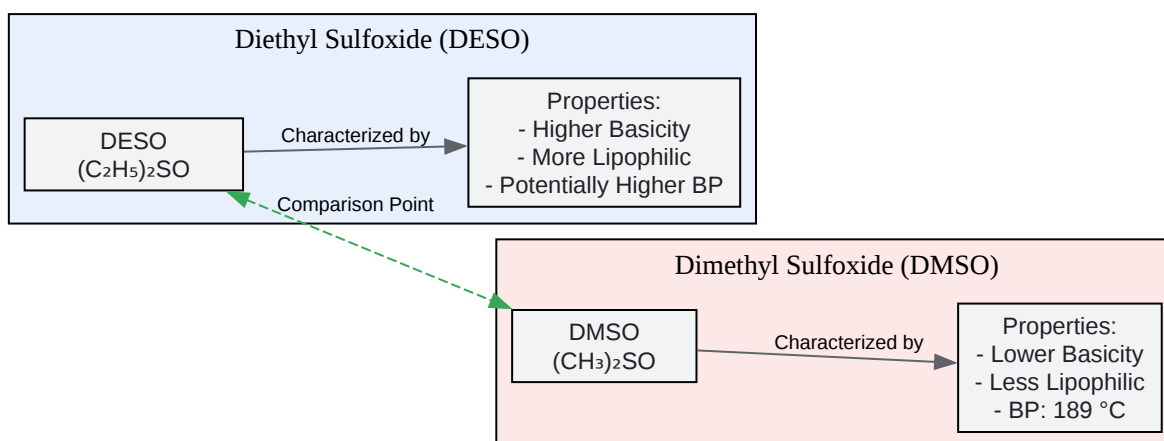 Diethyl Sulfoxide (DESO)
DESO
(C₂H₅)₂SO
Characterized by
Properties:
- Higher Basicity
- More Lipophilic
- Potentially Higher BP
Comparison Point
Dimethyl Sulfoxide (DMSO)
DMSO
(CH₃)₂SO
Characterized by
Properties:
- Lower Basicity
- Less Lipophilic
- BP: 189 °C